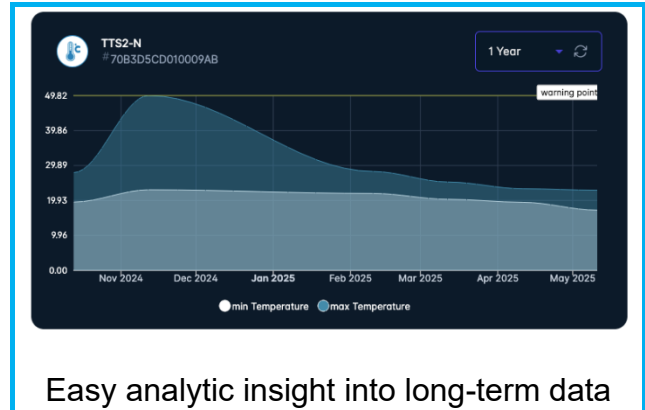 TTS2-N
#70B3D5CD010009AB
1 Year
warning point
49.82
39.86
29.89
19.93
9.96
0.00
Nov 2024 Dec 2024 Jan 2025 Feb 2025 Mar 2025 Apr 2025 May 2025
min Temperature max Temperature
Easy analytic insight into long-term data